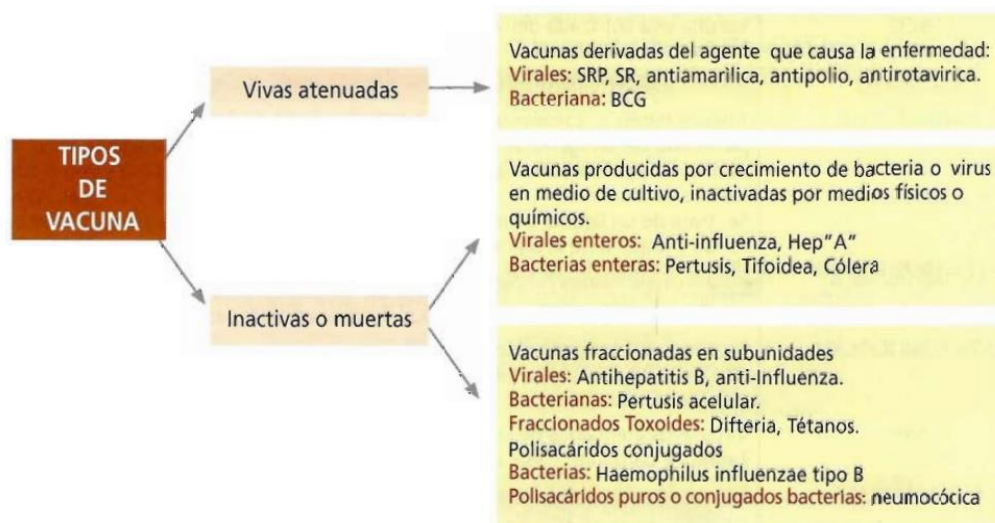 TIPOS
DE
VACUNA
Vivas atenuadas
Vacunas derivadas del agente que causa la enfermedad:
Virales: SRP, SR, antiamarilica, antipolio, antirotavirica.
Bacteriana: BCG
Inactivas o muertas
Vacunas producidas por crecimiento de bacteria o virus
en medio de cultivo, inactivadas por medios físicos o
químicos.
Virales enteros: Anti-influenza, Hep"A"
Bacterias enteras: Pertusis, Tifoidea, Cólera
Vacunas fraccionadas en subunidades
Virales: Antihepatitis B, anti-Influenza.
Bacterianas: Pertusis acelular.
Fraccionados Toxoides: Difteria, Tétanos.
Polisacáridos conjugados
Bacterias: Haemophilus influenzae tipo B
Polisacáridos puros o conjugados bacterias: neumocócica